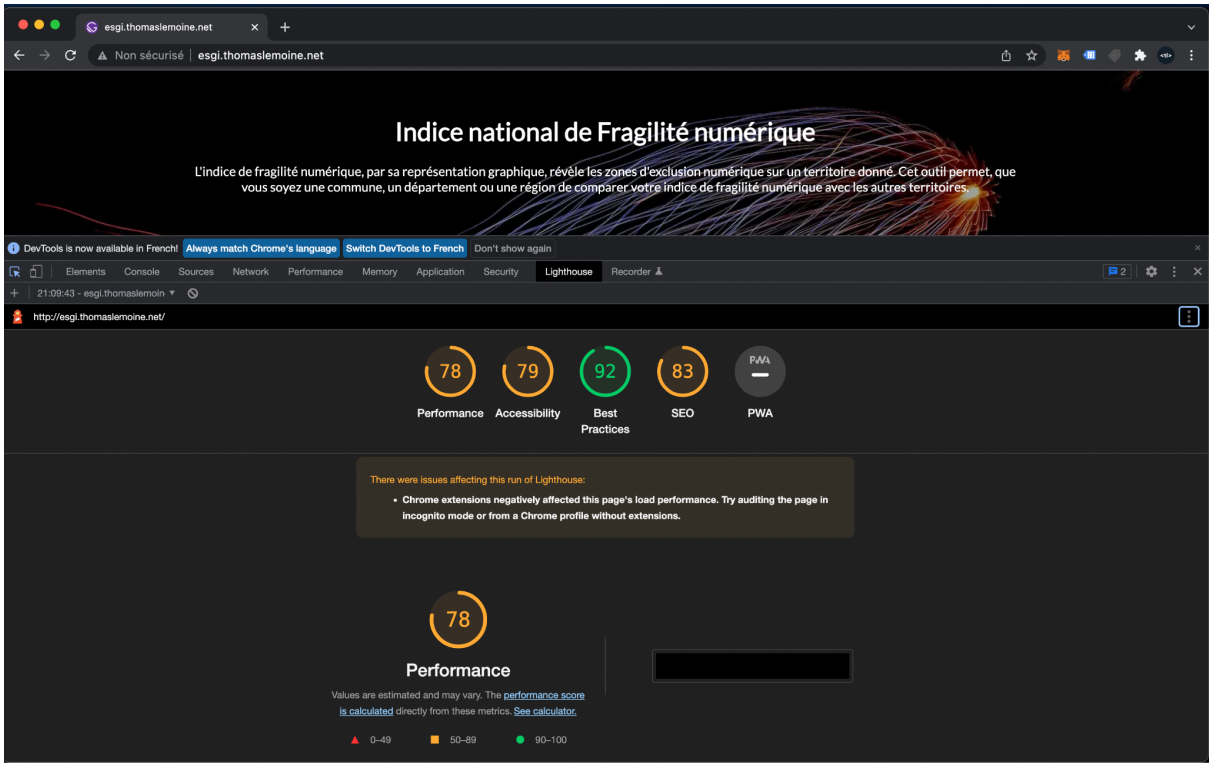 esgi.thomaslemoine.net
Non sécurisé | esgi.thomaslemoine.net
Indice national de Fragilité numérique
L'indice de fragilité numérique, par sa représentation graphique, révèle les zones d'exclusion numérique sur un territoire donné. Cet outil permet, que
vous soyez une commune, un département ou une région de comparer votre indice de fragilité numérique avec les autres territoires.
DevTools is now available in French! Always match Chrome's language Switch DevTools to French Don't show again
Elements Console Sources Network Performance Memory Application Security Lighthouse Recorder 2
21:09:43 - esgi.thomaslemoin
http://esgi.thomaslemoine.net/
78 79 92 83 PWA
Performance Accessibility Best SEO PWA
Practices
There were issues affecting this run of Lighthouse:
• Chrome extensions negatively affected this page's load performance. Try auditing the page in
incognito mode or from a Chrome profile without extensions.
78
Performance
Values are estimated and may vary. The performance score
is calculated directly from these metrics. See calculator.
0–49 50–89 90–100